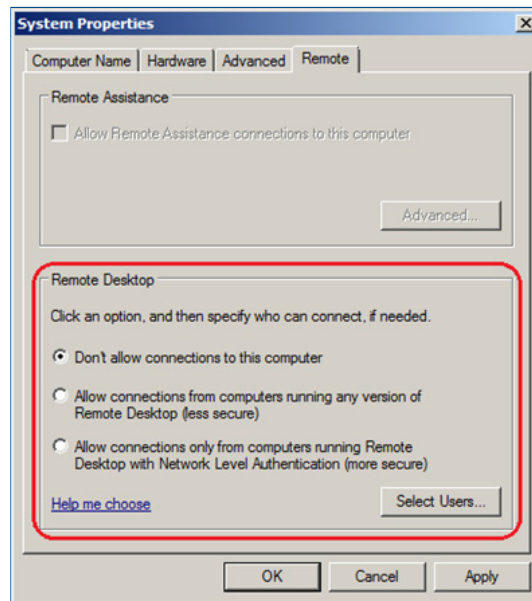 System Properties
Computer Name
Hardware
Advanced
Remote
Remote Assistance
Allow Remote Assistance connections to this computer
Advanced...
Remote Desktop
Click an option, and then specify who can connect, if needed.
Don't allow connections to this computer
Allow connections from computers running any version of
Remote Desktop (less secure)
Allow connections only from computers running Remote
Desktop with Network Level Authentication (more secure)
Help me choose
Select Users...
OK
Cancel
Apply